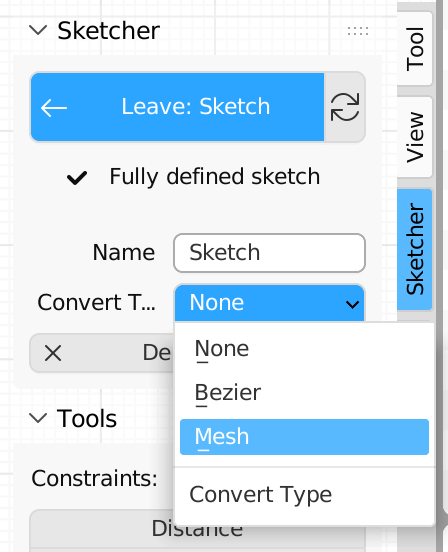 Sketcher
Tool
Leave: Sketch
View
Fully defined sketch
Sketcher
Name Sketch
Convert T... None
De
None
Bezier
Mesh
Tools
Constraints:
Convert Type
Distance